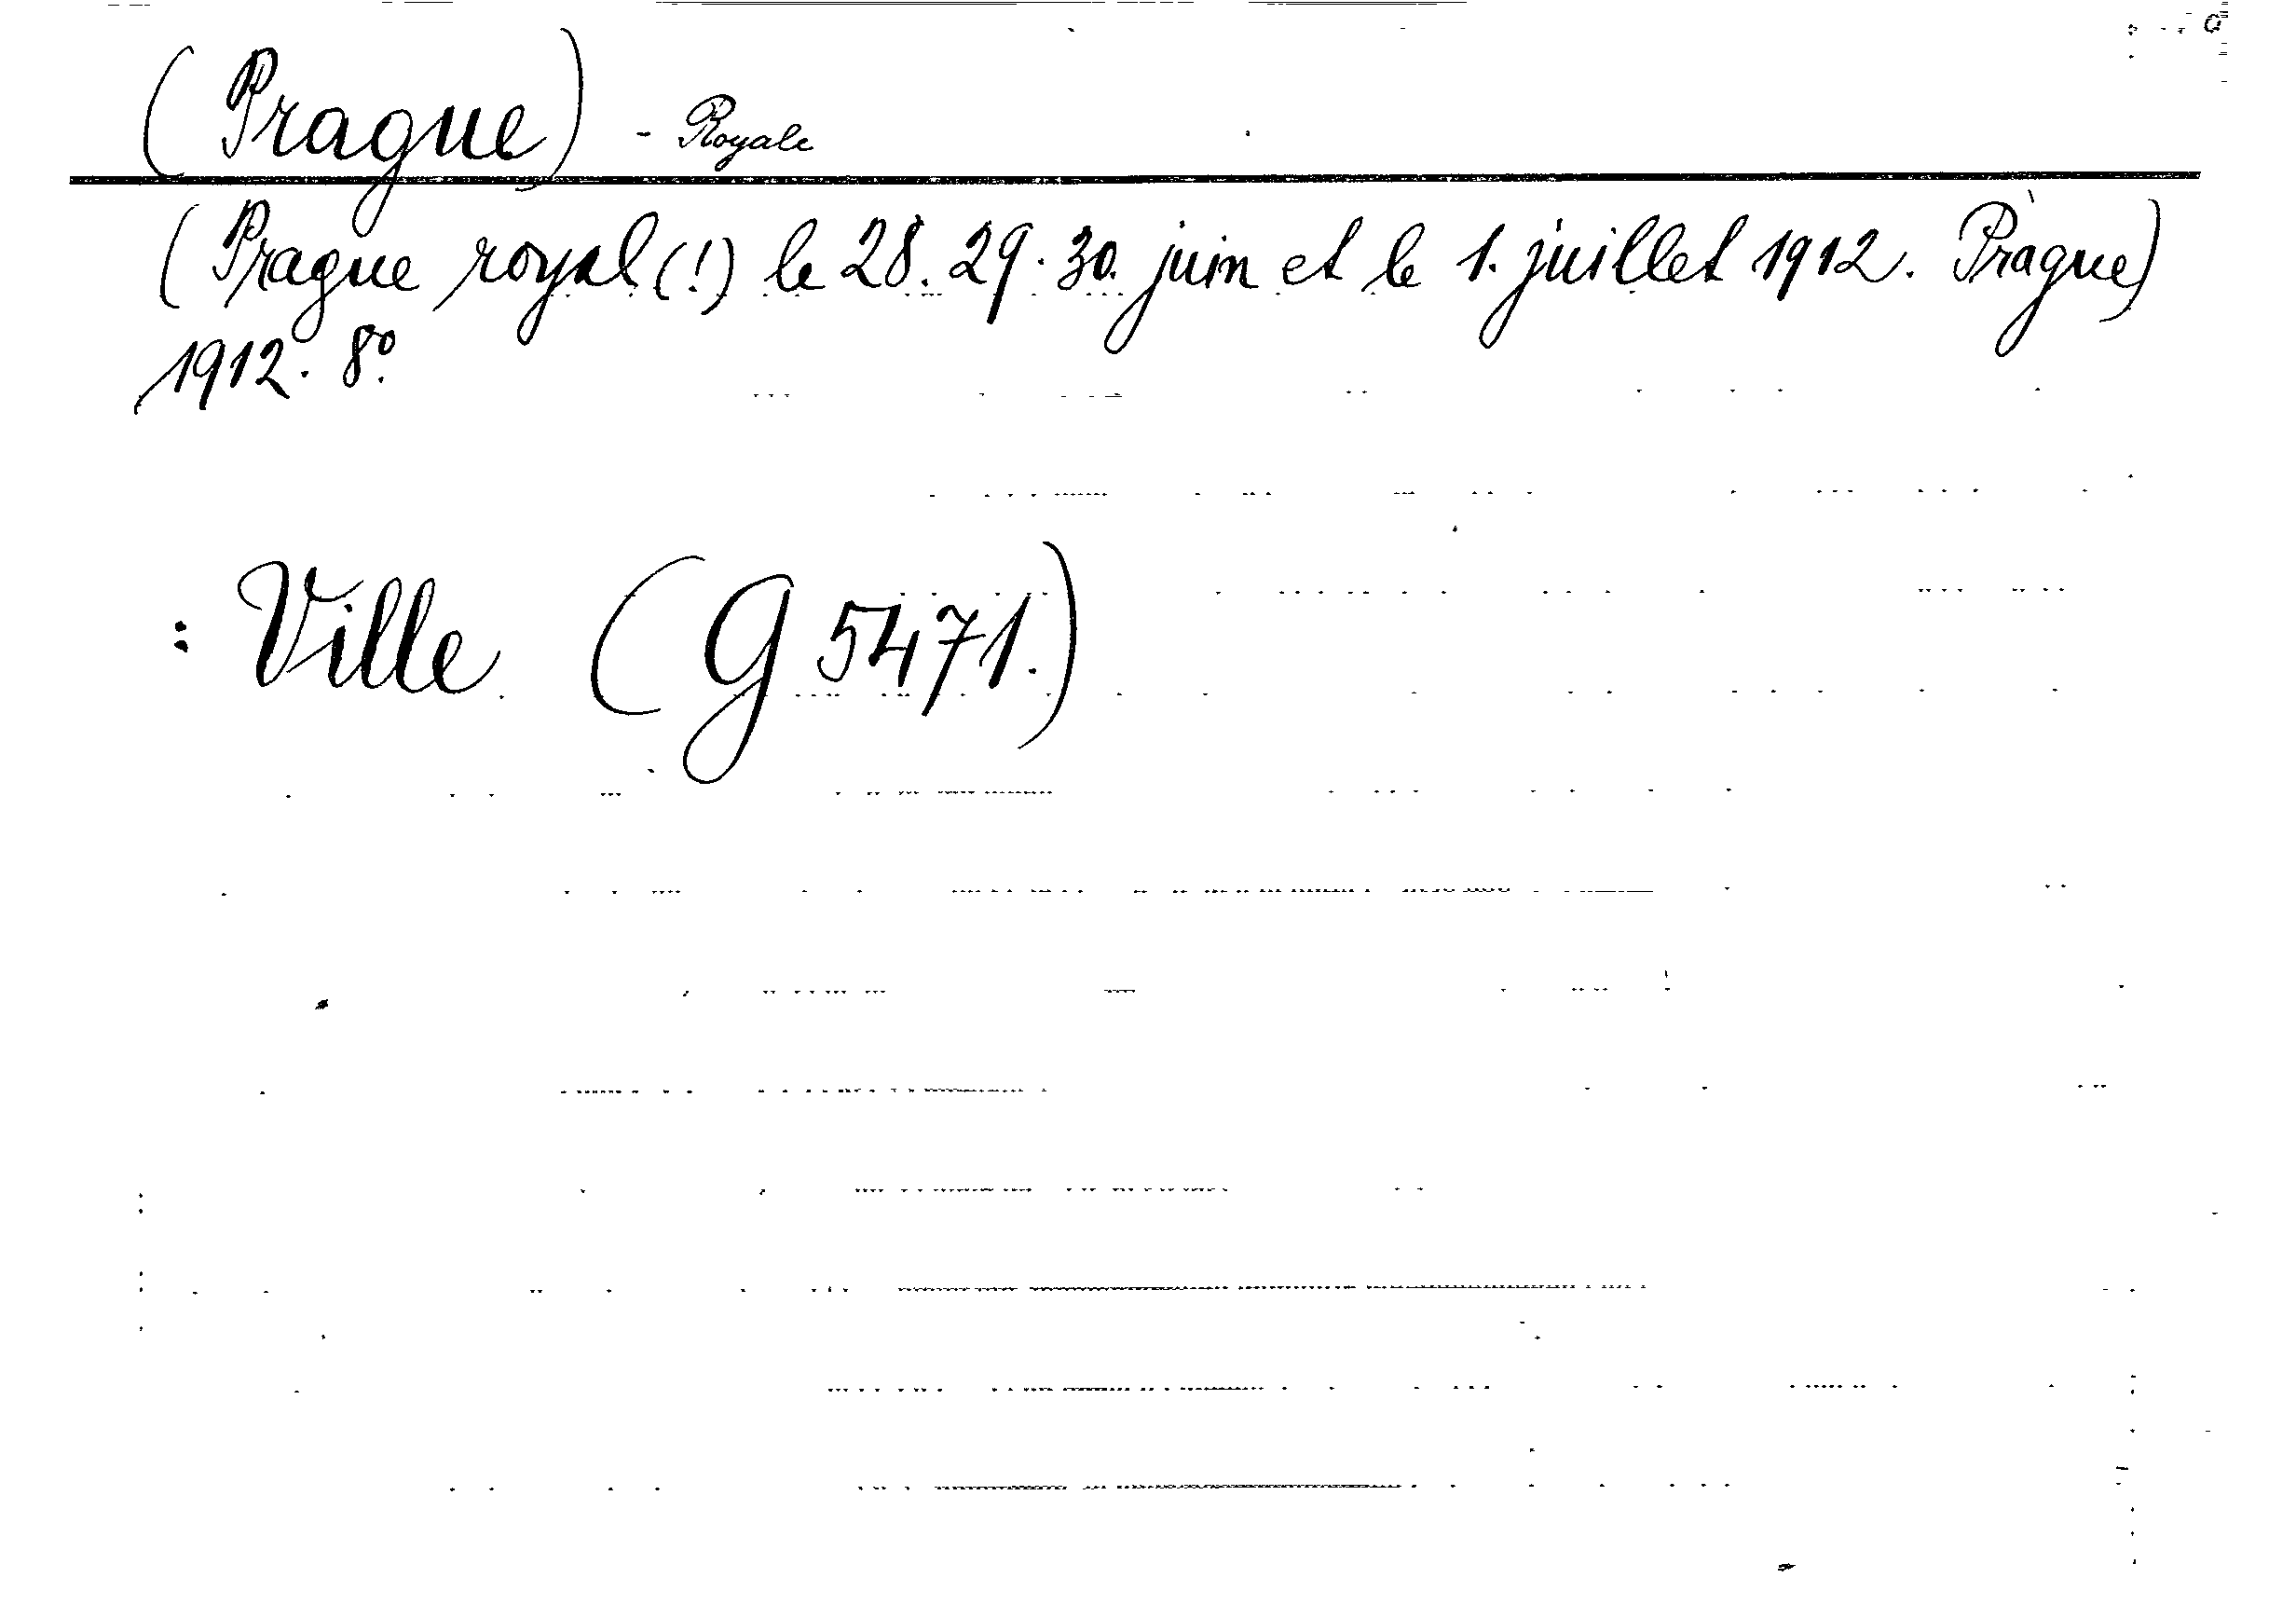 (Prague) - Royale
(Prague royal(!) le 28. 29. 30. juin et le 1. juillet 1912. Prague)
1912. 8°.
: Ville (G 5471.)